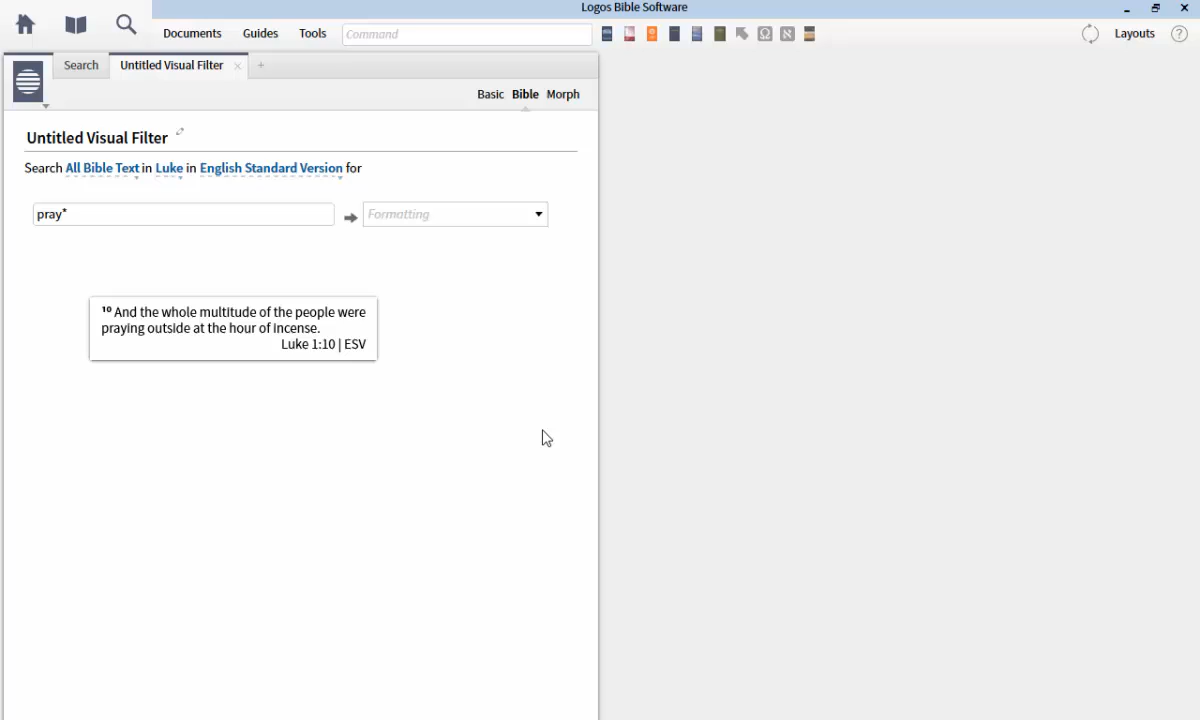 Logos Bible Software
Documents Guides Tools Command Layouts ?
Search Untitled Visual Filter × +
Basic Bible Morph
Untitled Visual Filter
Search All Bible Text in Luke in English Standard Version for
pray* Formatting
10 And the whole multitude of the people were
praying outside at the hour of incense.
Luke 1:10 | ESV